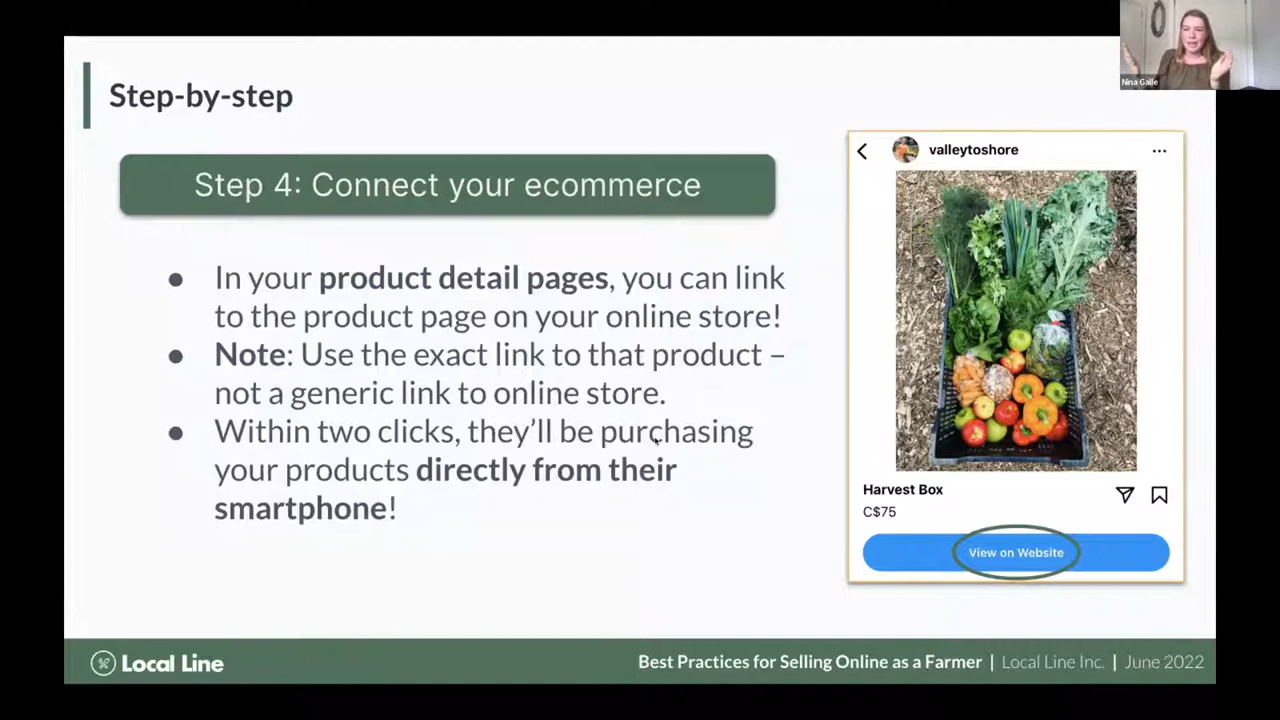 Nina Galle
Step-by-step
Step 4: Connect your ecommerce
● In your product detail pages, you can link
to the product page on your online store!
● Note: Use the exact link to that product –
not a generic link to online store.
● Within two clicks, they’ll be purchasing
your products directly from their
smartphone!
valleytoshore
Harvest Box
C$75
View on Website
Local Line
Best Practices for Selling Online as a Farmer | Local Line Inc. | June 2022